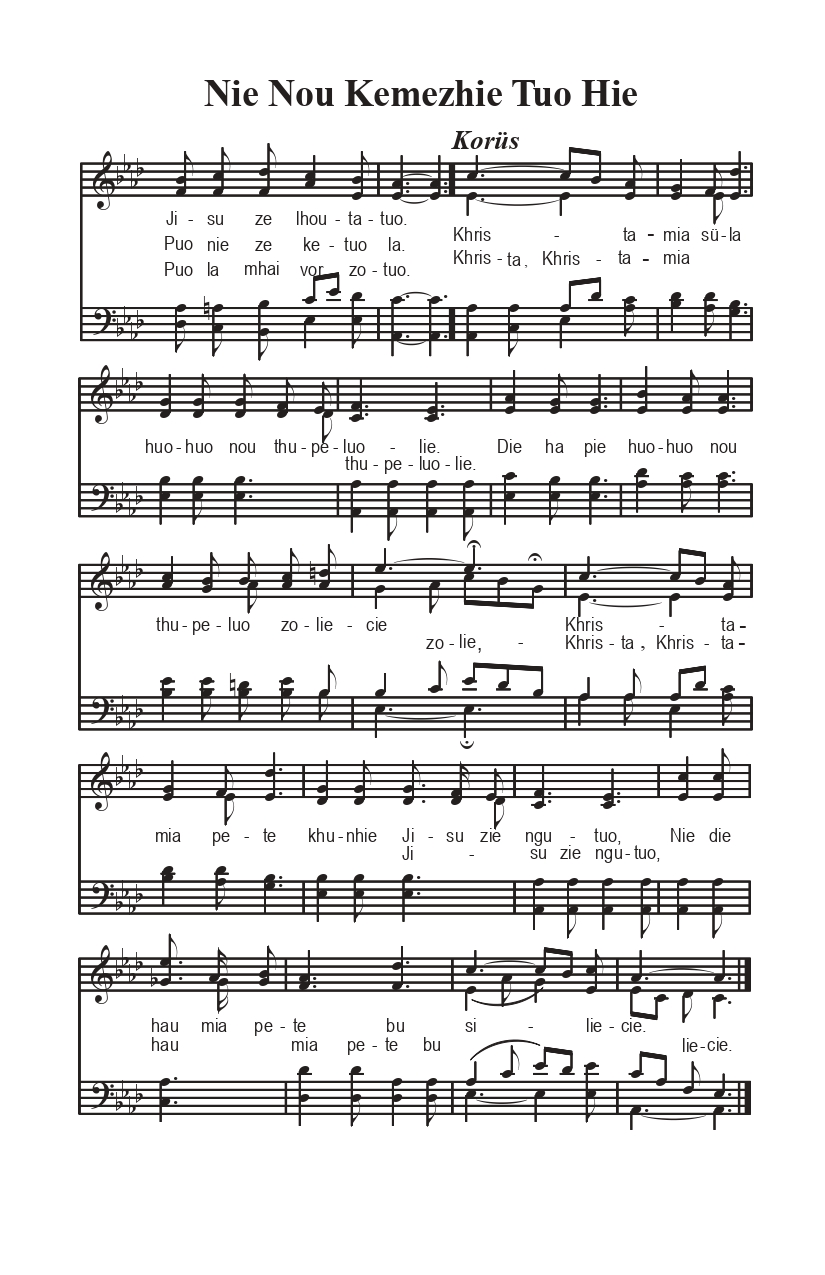 Nie Nou Kemezhie Tuo Hie
Korüs
Ji - su ze lhou - ta - tuo.
Puo nie ze ke - tuo la.
Puo la mhai vor zo - tuo.
Khris - ta - mia sü - la
Khris - ta, Khris - ta - mia
huo - huo nou thu - pe - luo - lie. Die ha pie huo - huo nou
thu - pe - luo - lie.
thu - pe - luo zo - lie - cie Khris - ta -
zo - lie, - Khris - ta, Khris - ta -
mia pe - te khu - nhie Ji - su zie ngu - tuo, Nie die
Ji - su zie ngu - tuo,
hau mia pe - te bu si - lie - cie.
hau mia pe - te bu lie - cie.